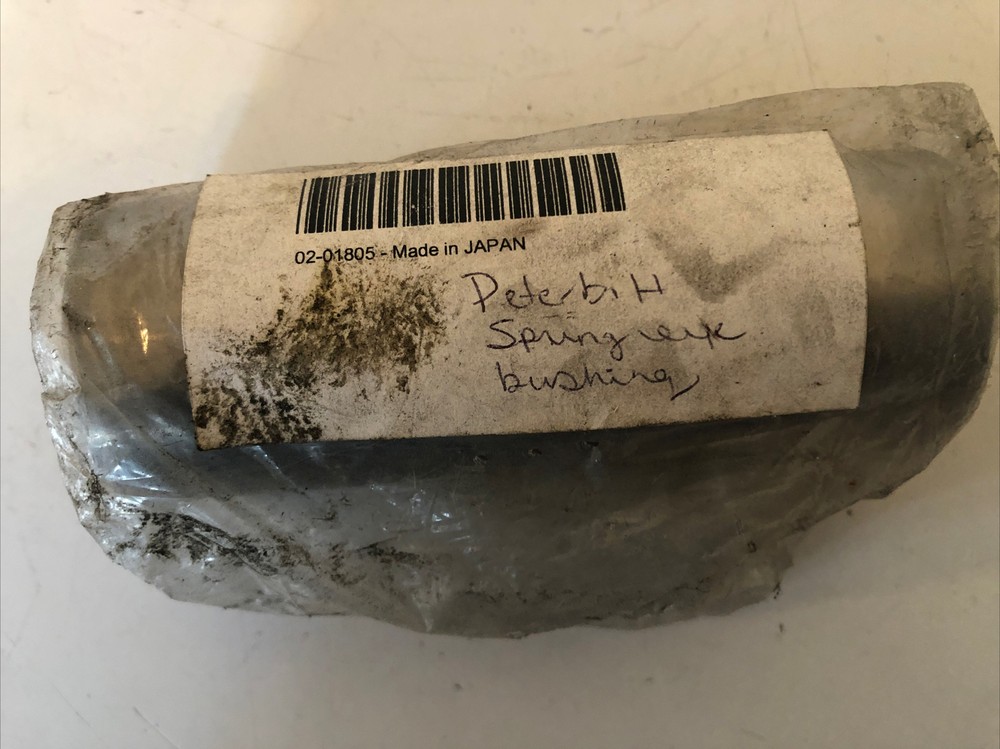 02-01805 - Made in JAPAN
Peterbilt
Spring eye
bushing